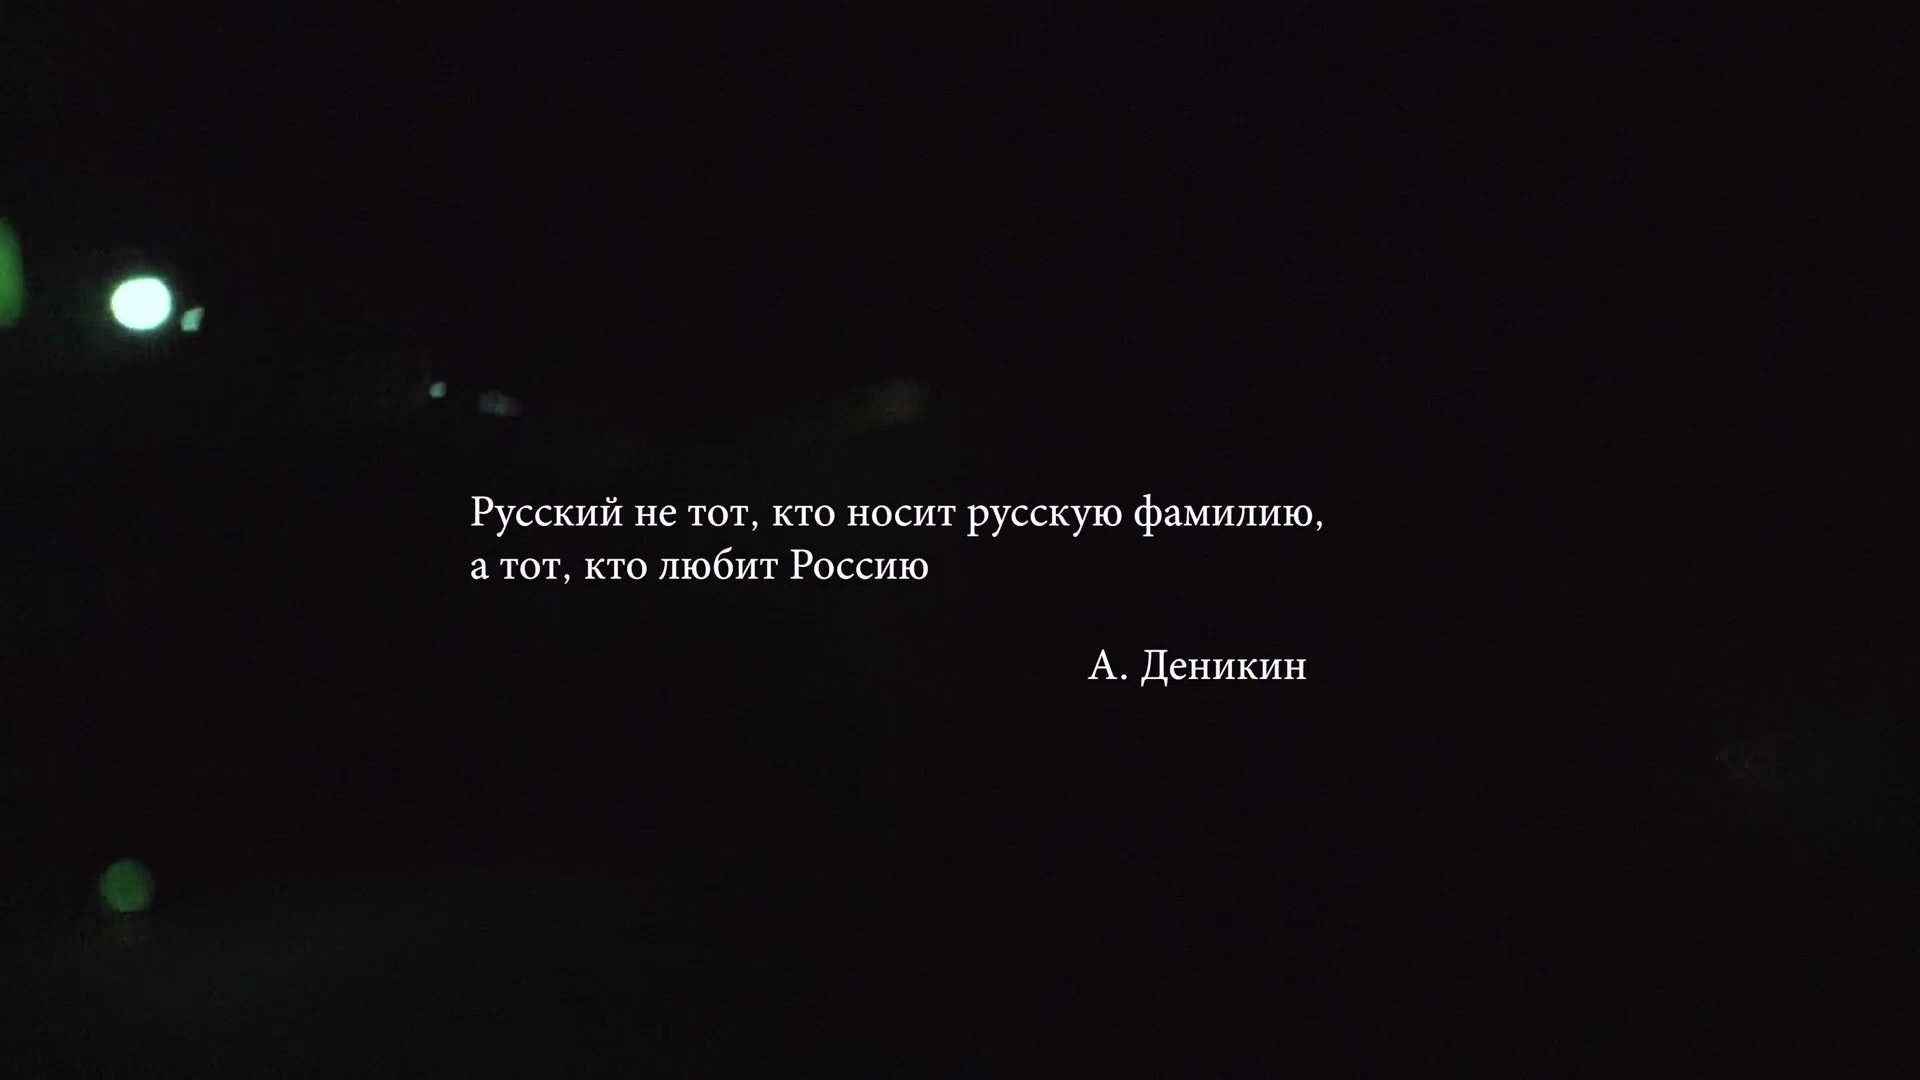 Русский не тот, кто носит русскую фамилию,
а тот, кто любит Россию
А. Деникин